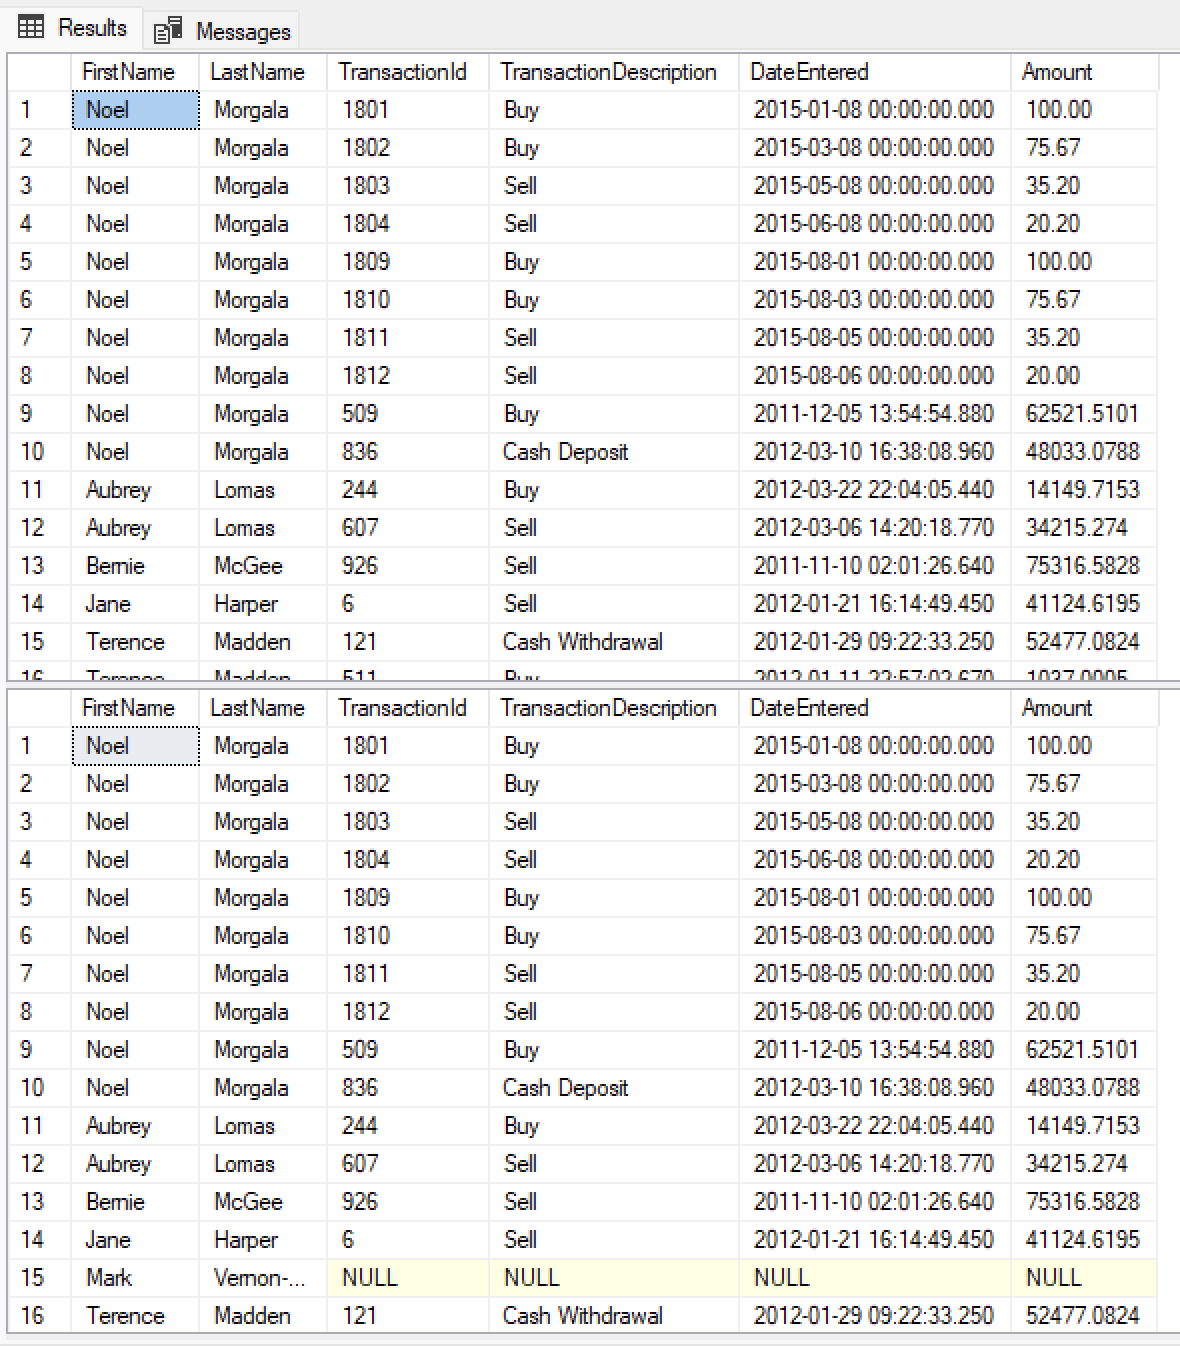 Results Messages
FirstName LastName TransactionId TransactionDescription DateEntered Amount
1 Noel Morgala 1801 Buy 2015-01-08 00:00:00.000 100.00
2 Noel Morgala 1802 Buy 2015-03-08 00:00:00.000 75.67
3 Noel Morgala 1803 Sell 2015-05-08 00:00:00.000 35.20
4 Noel Morgala 1804 Sell 2015-06-08 00:00:00.000 20.20
5 Noel Morgala 1809 Buy 2015-08-01 00:00:00.000 100.00
6 Noel Morgala 1810 Buy 2015-08-03 00:00:00.000 75.67
7 Noel Morgala 1811 Sell 2015-08-05 00:00:00.000 35.20
8 Noel Morgala 1812 Sell 2015-08-06 00:00:00.000 20.00
9 Noel Morgala 509 Buy 2011-12-05 13:54:54.880 62521.5101
10 Noel Morgala 836 Cash Deposit 2012-03-10 16:38:08.960 48033.0788
11 Aubrey Lomas 244 Buy 2012-03-22 22:04:05.440 14149.7153
12 Aubrey Lomas 607 Sell 2012-03-06 14:20:18.770 34215.274
13 Bernie McGee 926 Sell 2011-11-10 02:01:26.640 75316.5828
14 Jane Harper 6 Sell 2012-01-21 16:14:49.450 41124.6195
15 Terence Madden 121 Cash Withdrawal 2012-01-29 09:22:33.250 52477.0824
16 Terence Madden 511 Buy 2012-01-11 22:57:02.670 1037.0005
FirstName LastName TransactionId TransactionDescription DateEntered Amount
1 Noel Morgala 1801 Buy 2015-01-08 00:00:00.000 100.00
2 Noel Morgala 1802 Buy 2015-03-08 00:00:00.000 75.67
3 Noel Morgala 1803 Sell 2015-05-08 00:00:00.000 35.20
4 Noel Morgala 1804 Sell 2015-06-08 00:00:00.000 20.20
5 Noel Morgala 1809 Buy 2015-08-01 00:00:00.000 100.00
6 Noel Morgala 1810 Buy 2015-08-03 00:00:00.000 75.67
7 Noel Morgala 1811 Sell 2015-08-05 00:00:00.000 35.20
8 Noel Morgala 1812 Sell 2015-08-06 00:00:00.000 20.00
9 Noel Morgala 509 Buy 2011-12-05 13:54:54.880 62521.5101
10 Noel Morgala 836 Cash Deposit 2012-03-10 16:38:08.960 48033.0788
11 Aubrey Lomas 244 Buy 2012-03-22 22:04:05.440 14149.7153
12 Aubrey Lomas 607 Sell 2012-03-06 14:20:18.770 34215.274
13 Bernie McGee 926 Sell 2011-11-10 02:01:26.640 75316.5828
14 Jane Harper 6 Sell 2012-01-21 16:14:49.450 41124.6195
15 Mark Vernon-... NULL NULL NULL NULL
16 Terence Madden 121 Cash Withdrawal 2012-01-29 09:22:33.250 52477.0824